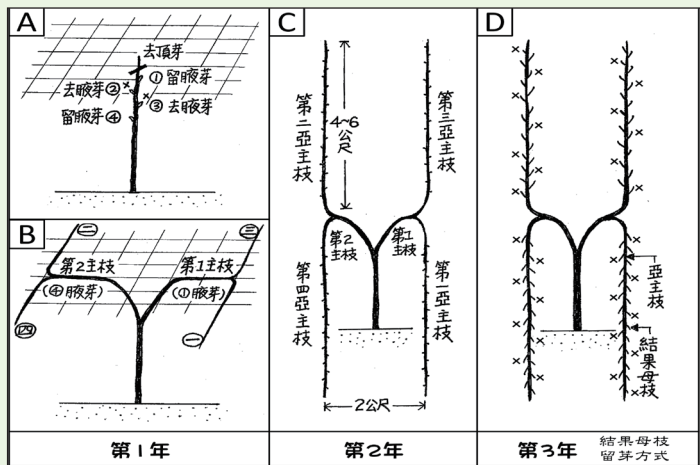 A
去頂芽
①留腋芽
去腋芽②
③去腋芽
留腋芽④
B
二
三
第2主枝
第1主枝
(④腋芽)
(①腋芽)
四
一
第1年
C
4~6
公尺
第二亞主枝
第三亞主枝
第2
主枝
第1
主枝
第四亞主枝
第一亞主枝
2公尺
第2年
D
亞主枝
結果母枝
第3年
結果母枝
留芽方式